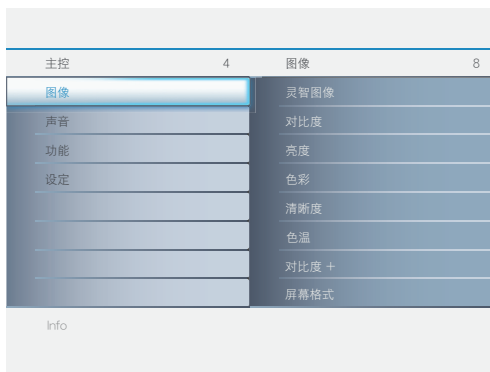 主控 4 图像 8
图像 灵智图像
声音 对比度
功能 亮度
设定 色彩
清晰度
色温
对比度 +
屏幕格式
Info